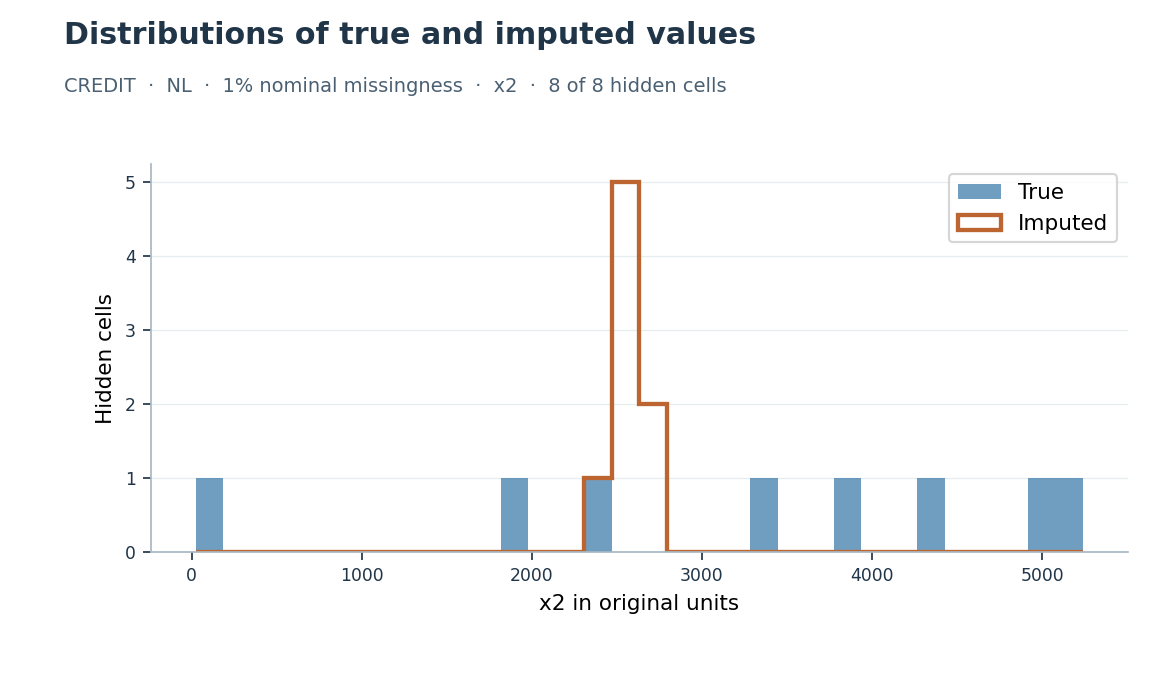 Distributions of true and imputed values
CREDIT · NL · 1% nominal missingness · x2 · 8 of 8 hidden cells
True
Imputed
Hidden cells
5
4
3
2
1
0
0 1000 2000 3000 4000 5000
x2 in original units